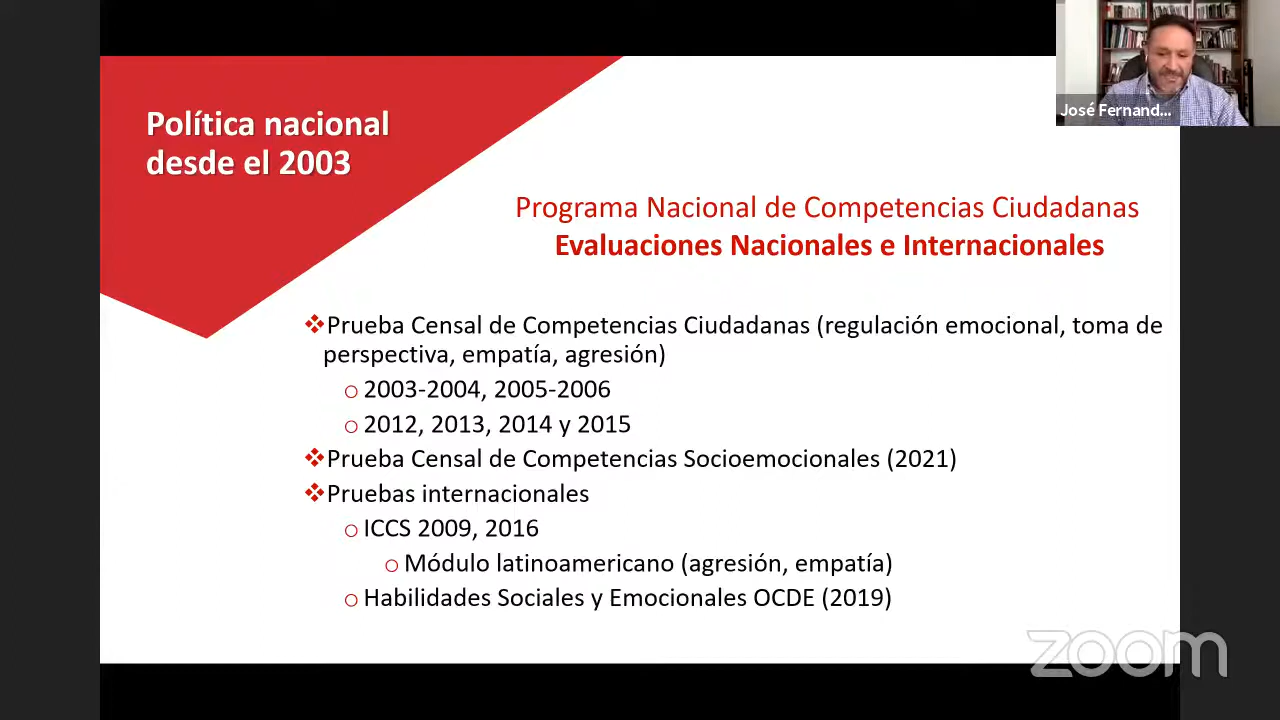 José Fernand...
Política nacional
desde el 2003
Programa Nacional de Competencias Ciudadanas
Evaluaciones Nacionales e Internacionales
❖Prueba Censal de Competencias Ciudadanas (regulación emocional, toma de
perspectiva, empatía, agresión)
o 2003-2004, 2005-2006
o 2012, 2013, 2014 y 2015
❖Prueba Censal de Competencias Socioemocionales (2021)
❖Pruebas internacionales
o ICCS 2009, 2016
o Módulo latinoamericano (agresión, empatía)
o Habilidades Sociales y Emocionales OCDE (2019)
zoom